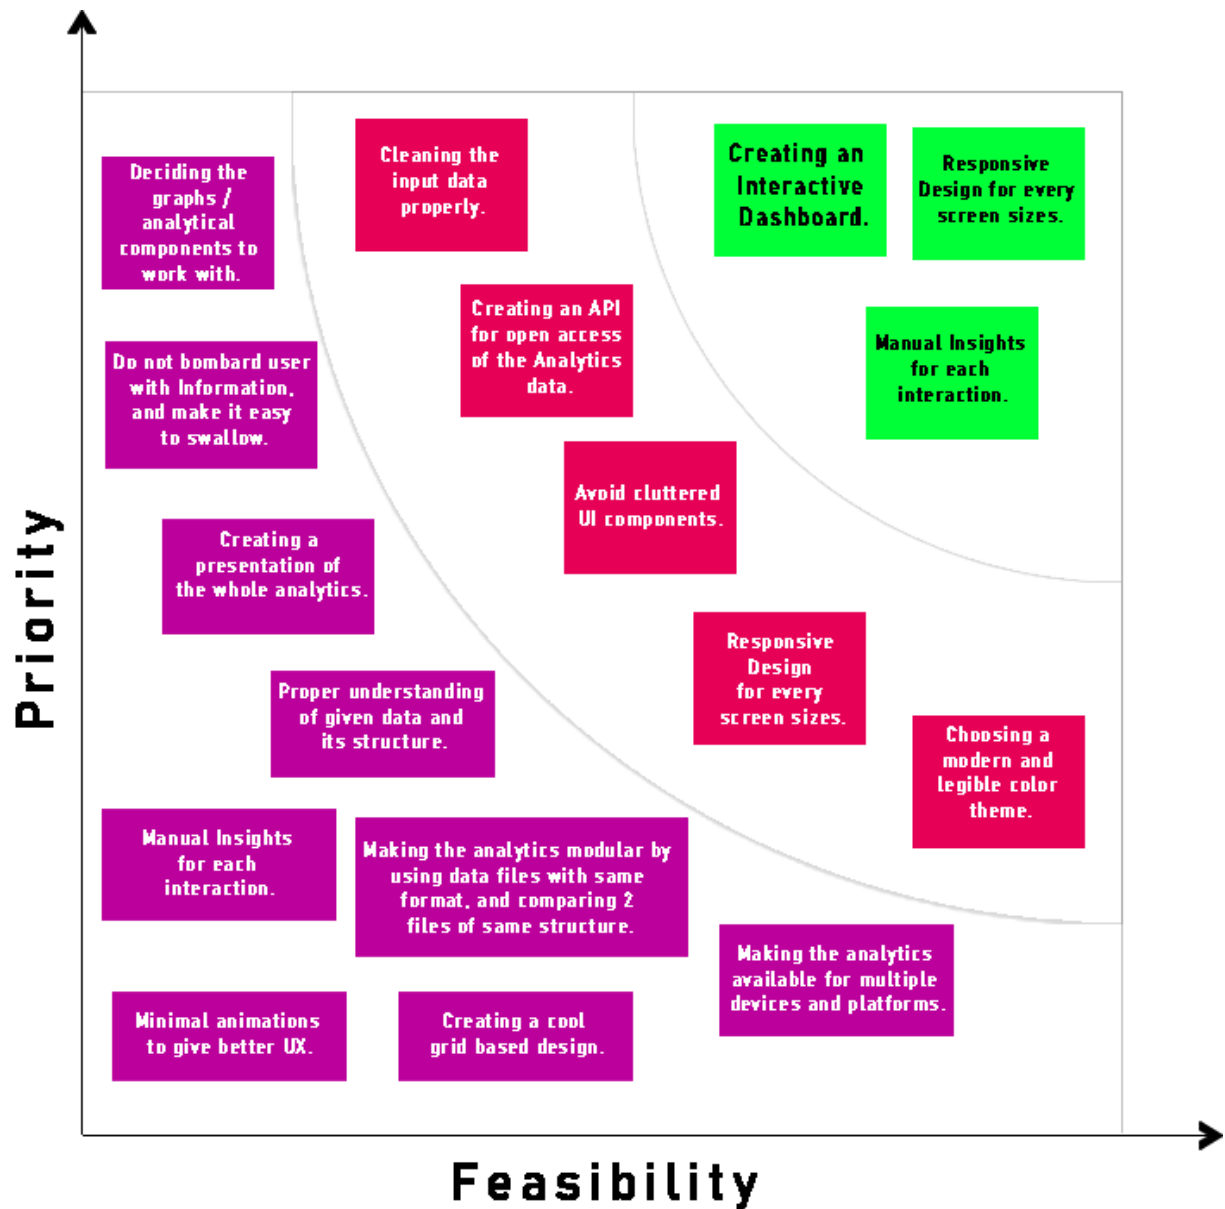 Priority
Deciding the
graphs /
analytical
components to
work with.
Cleaning the
input data
properly.
Creating an
Interactive
Dashboard.
Responsive
Design for every
screen sizes.
Creating an API
for open access
of the Analytics
data.
Manual Insights
for each
interaction.
Do not bombard user
with Information,
and make it easy
to swallow.
Avoid cluttered
UI components.
Creating a
presentation of
the whole analytics.
Responsive
Design
for every
screen sizes.
Proper understanding
of given data and
its structure.
Choosing a
modern and
legible color
theme.
Manual Insights
for each
interaction.
Making the analytics modular by
using data files with same
format, and comparing 2
files of same structure.
Making the analytics
available for multiple
devices and platforms.
Minimal animations
to give better UX.
Creating a cool
grid based design.
Feasibility